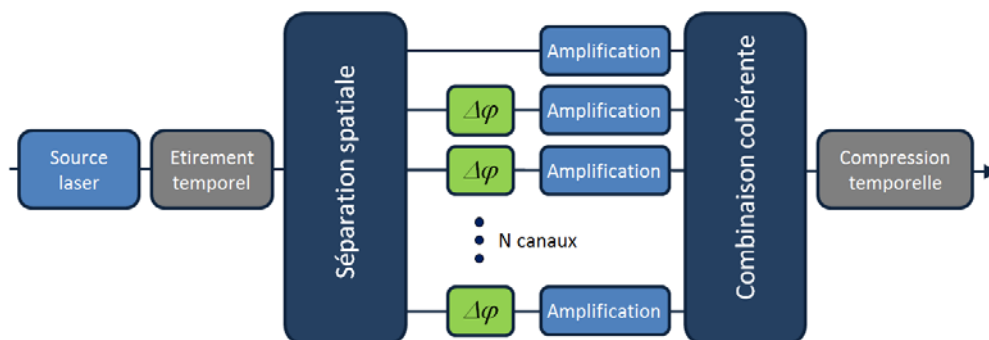 Source
laser
Etirement
temporel
Séparation spatiale
Amplification
Δφ
Amplification
Δφ
Amplification
N canaux
Δφ
Amplification
Combinaison cohérente
Compression
temporelle